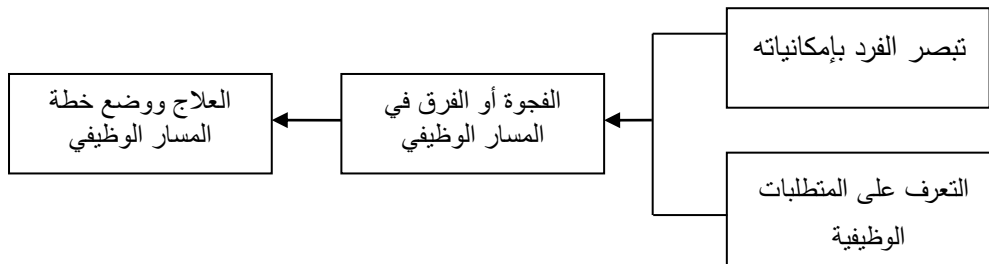 تبصر الفرد بإمكانياته
التعرف على المتطلبات
الوظيفية
الفجوة أو الفرق في
المسار الوظيفي
العلاج ووضع خطة
المسار الوظيفي